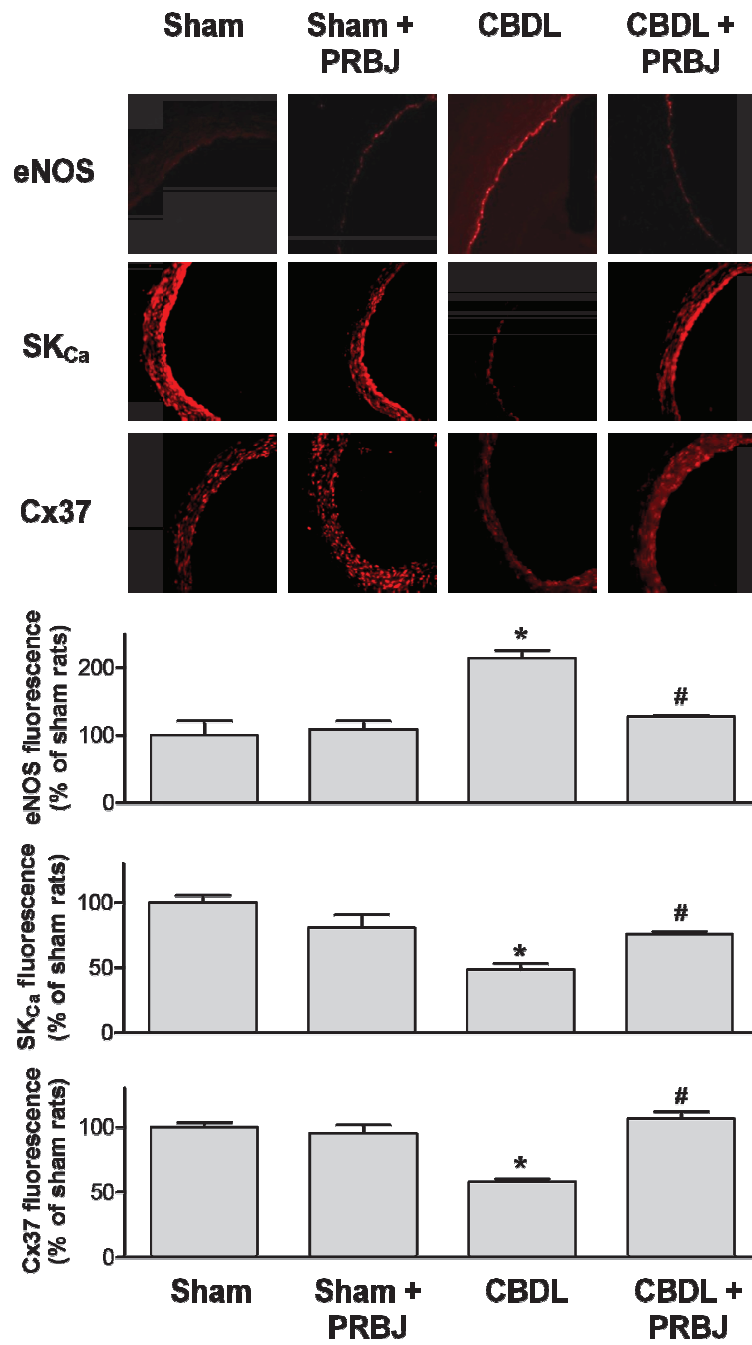 Sham
Sham +
PRBJ
CBDL
CBDL +
PRBJ
eNOS
SKCa
Cx37
eNOS fluorescence
(% of sham rats)
200
100
0
*
#
SKCa fluorescence
(% of sham rats)
100
50
0
*
#
Cx37 fluorescence
(% of sham rats)
100
50
0
*
#
Sham
Sham +
PRBJ
CBDL
CBDL +
PRBJ